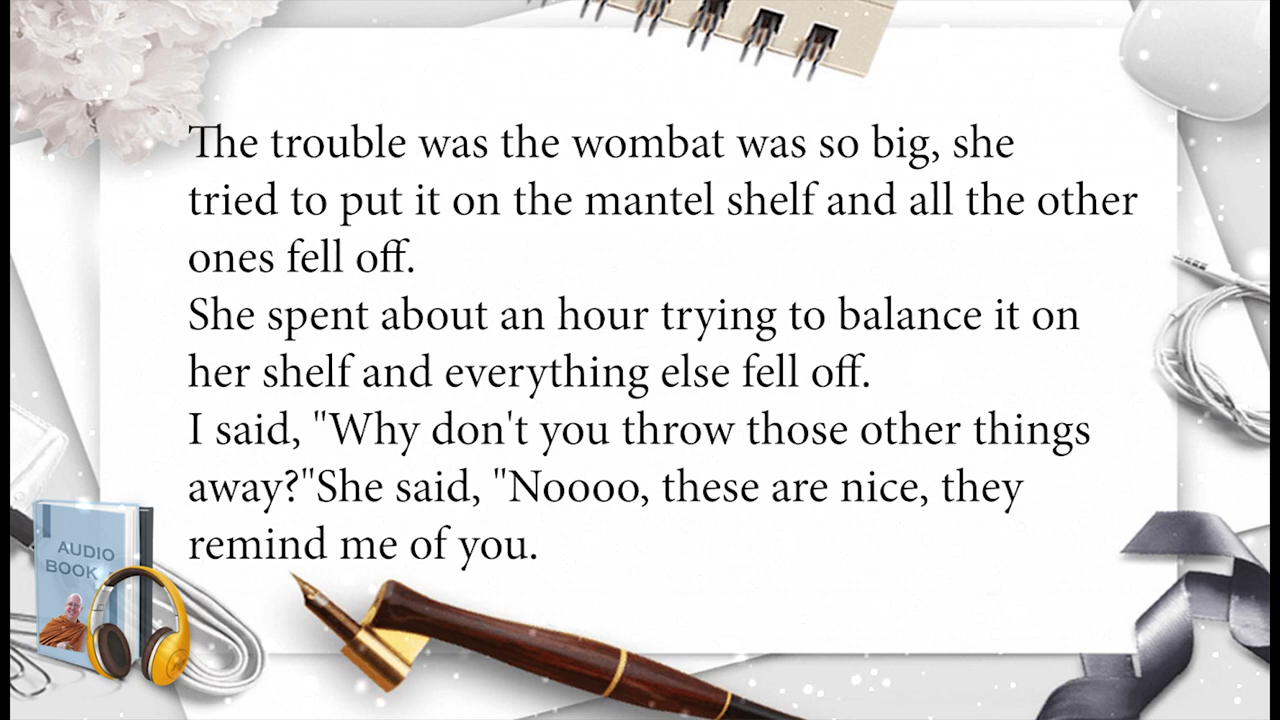 The trouble was the wombat was so big, she
tried to put it on the mantel shelf and all the other
ones fell off.
She spent about an hour trying to balance it on
her shelf and everything else fell off.
I said, "Why don't you throw those other things
away?"She said, "Noooo, these are nice, they
remind me of you.
AUDIO
BOOK